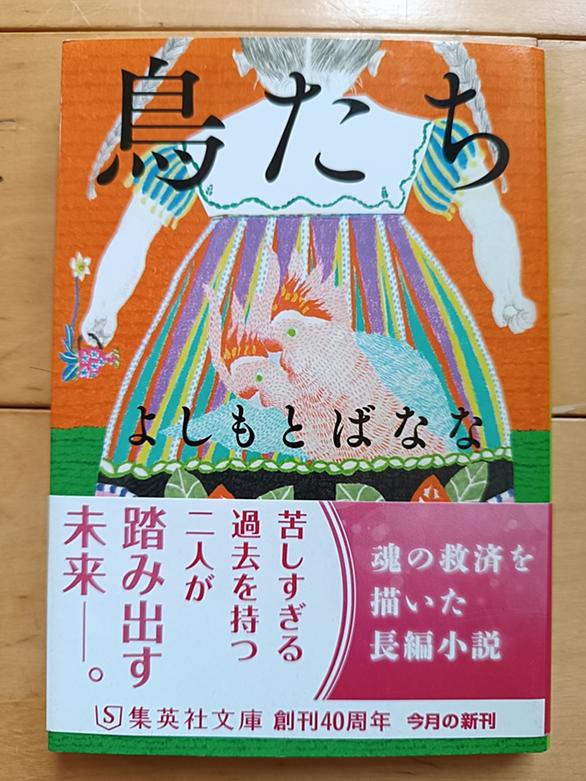 鳥たち
よしもとばなな
苦しすぎる
過去を持つ
二人が
踏み出す
未来──。
魂の救済を
描いた
長編小説
S 集英社文庫 創刊40周年 今月の新刊